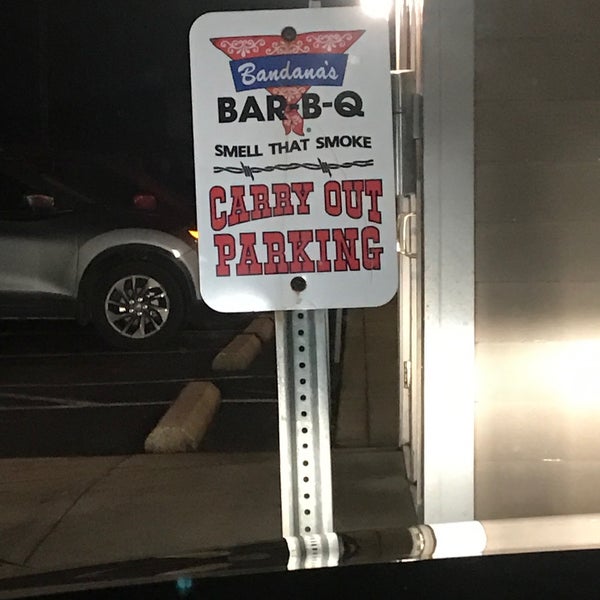 Bandana's
BAR-B-Q
SMELL THAT SMOKE
CARRY OUT
PARKING